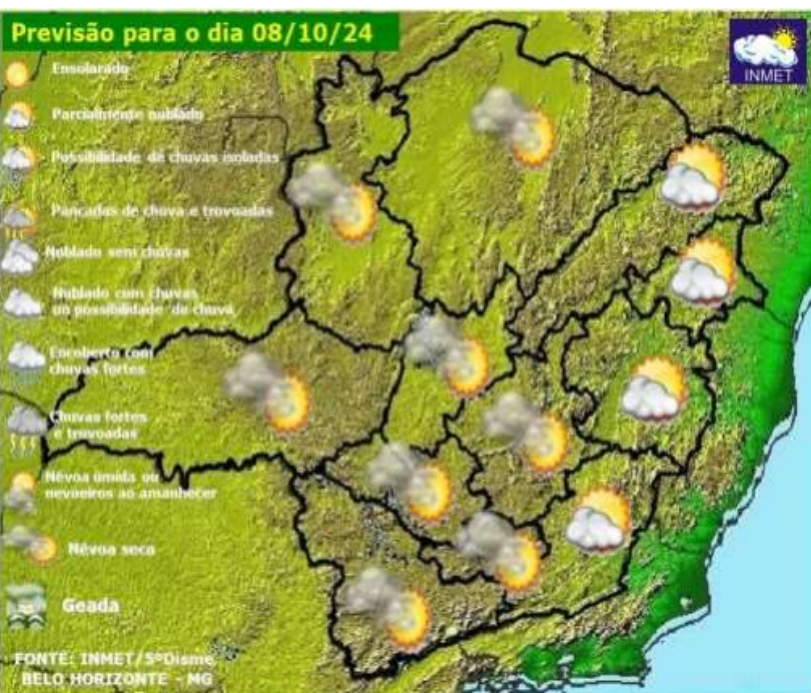 Previsão para o dia 08/10/24
INMET
Ensolarado
Parcialmente nublado
Possibilidade de chuvas isoladas
Pancadas de chuva e trovoadas
Nublado sem chuvas
Nublado com chuvas
ou possibilidade de chuva
Encoberto com
chuvas fortes
Chuvas fortes
e trovoadas
Névoa úmida ou
nevoeiros ao amanhecer
Névoa seca
Geada
FONTE: INMET/5ºDisme
BELO HORIZONTE - MG